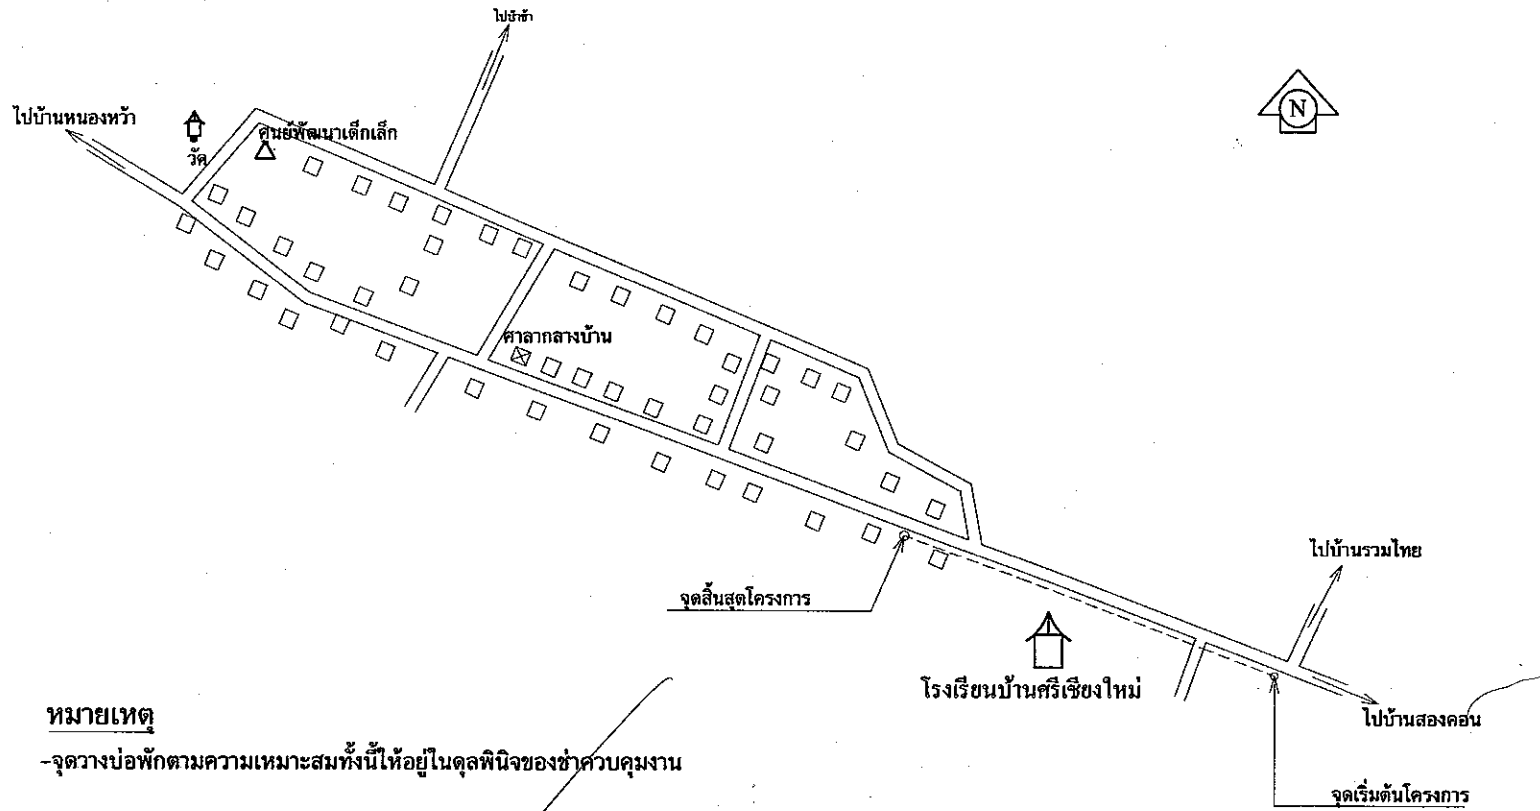 ไปป่าช้า
ไปบ้านหนองหว้า
ศูนย์พัฒนาเด็กเล็ก
วัด
N
ศาลากลางบ้าน
ไปบ้านรวมไทย
จุดสิ้นสุดโครงการ
โรงเรียนบ้านศรีเชียงใหม่
ไปบ้านสองคอน
หมายเหตุ
-จุดวางบ่อพักตามความเหมาะสมทั้งนี้ให้อยู่ในดุลพินิจของช่างควบคุมงาน
จุดเริ่มต้นโครงการ